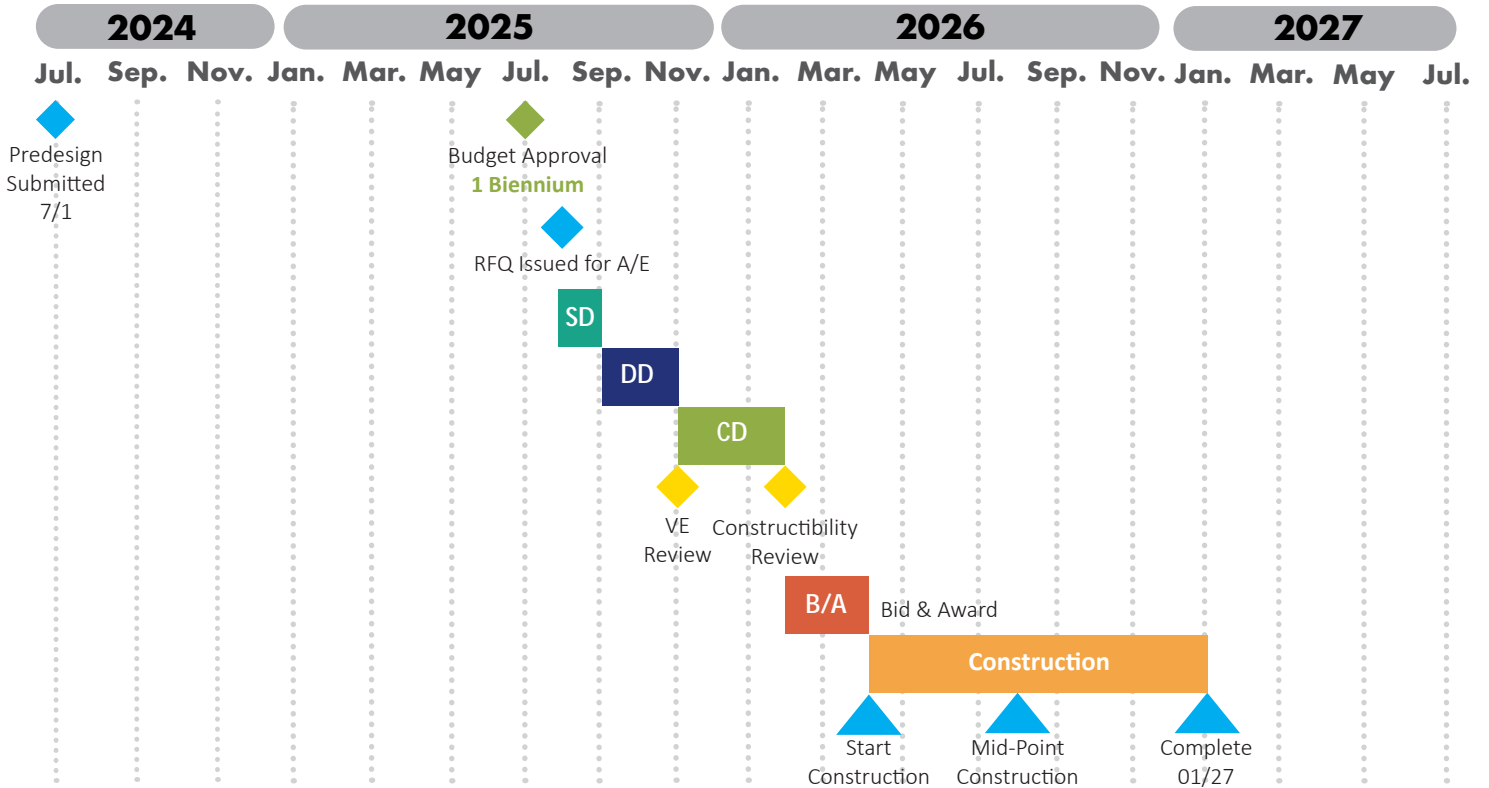 2024 2025 2026 2027
Jul. Sep. Nov. Jan. Mar. May Jul. Sep. Nov. Jan. Mar. May Jul. Sep. Nov. Jan. Mar. May Jul.
Predesign
Submitted
7/1
Budget Approval
1 Biennium
RFQ Issued for A/E
SD
DD
CD
VE
Review
Constructibility
Review
B/A
Bid & Award
Construction
Start
Construction
Mid-Point
Construction
Complete
01/27